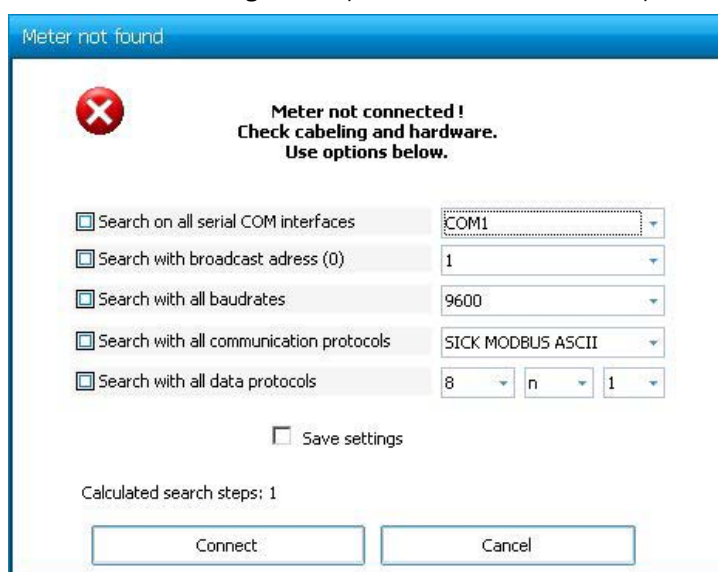 Meter not found
Meter not connected !
Check cabeling and hardware.
Use options below.
Search on all serial COM interfaces COM1
Search with broadcast adress (0) 1
Search with all baudrates 9600
Search with all communication protocols SICK MODBUS ASCII
Search with all data protocols 8 n 1
Save settings
Calculated search steps: 1
Connect Cancel